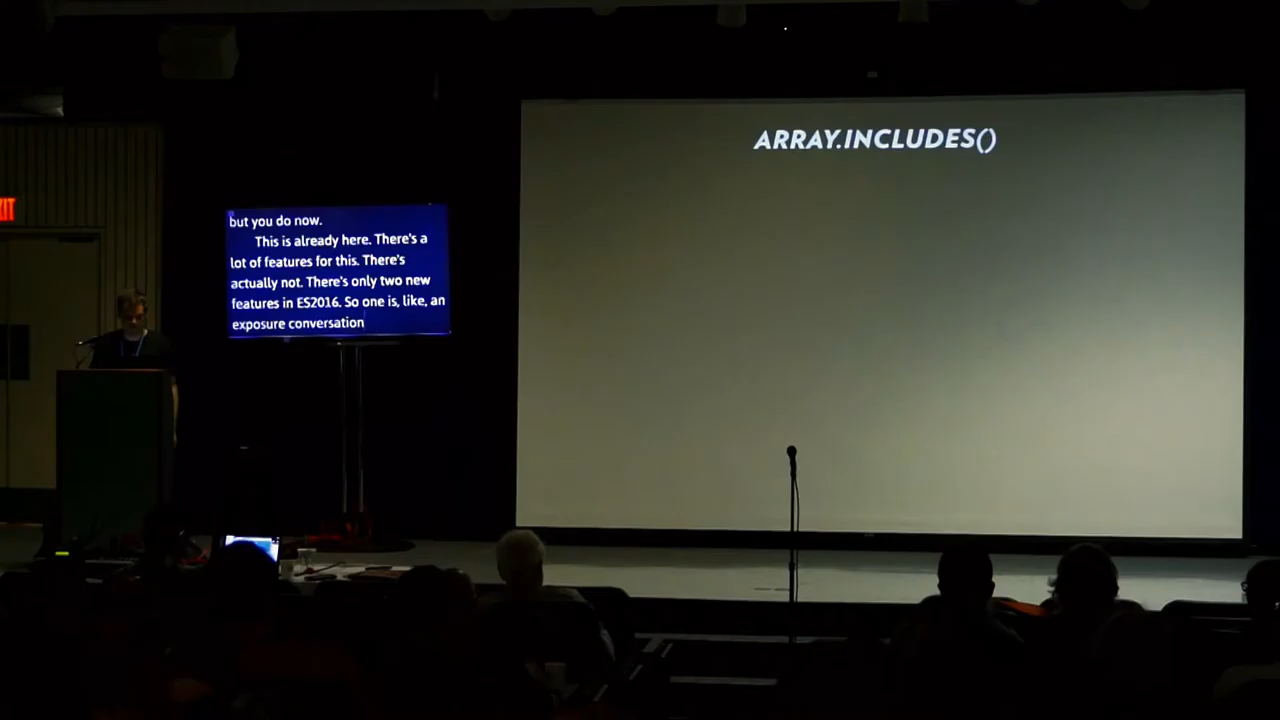 ARRAY.INCLUDES()
but you do now.
This is already here. There's a
lot of features for this. There's
actually not. There's only two new
features in ES2016. So one is, like, an
exposure conversation
XIT